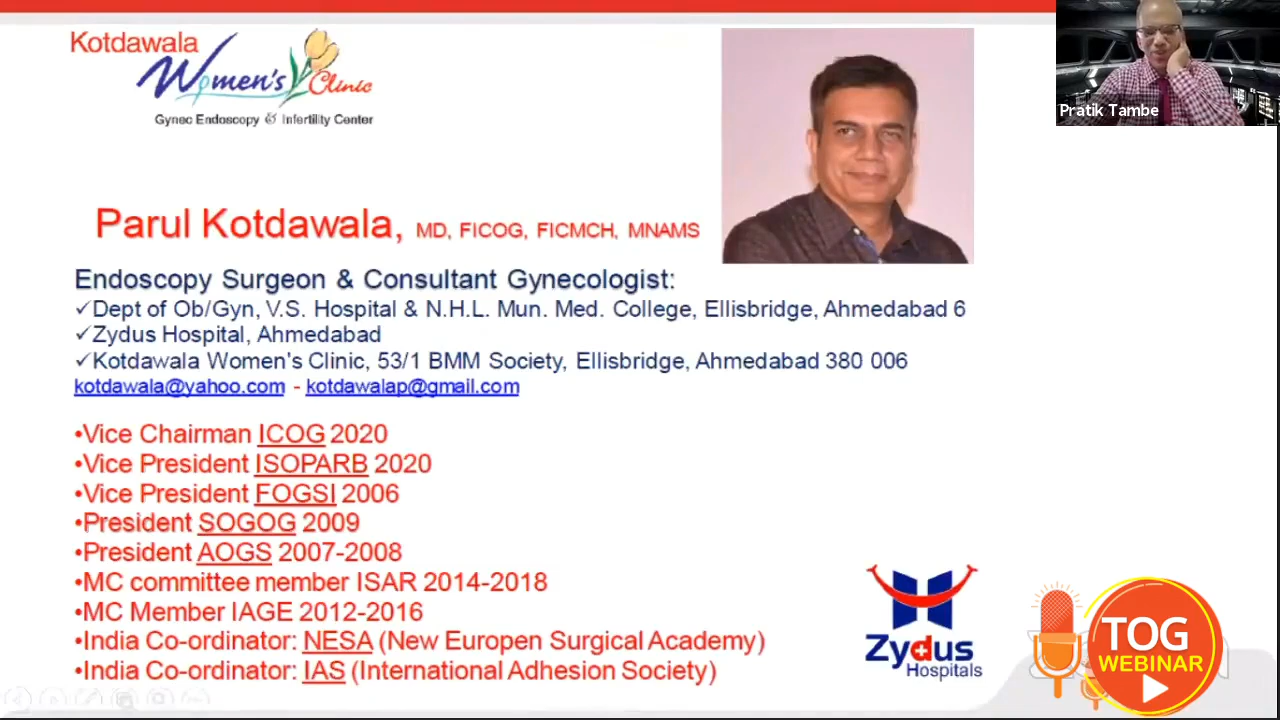 Kotdawala
Women's Clinic
Gynec Endoscopy & Infertility Center
Pratik Tambe
Parul Kotdawala, MD, FICOG, FICMCH, MNAMS
Endoscopy Surgeon & Consultant Gynecologist:
✓Dept of Ob/Gyn, V.S. Hospital & N.H.L. Mun. Med. College, Ellisbridge, Ahmedabad 6
✓Zydus Hospital, Ahmedabad
✓Kotdawala Women's Clinic, 53/1 BMM Society, Ellisbridge, Ahmedabad 380 006
kotdawala@yahoo.com - kotdawalap@gmail.com
•Vice Chairman ICOG 2020
•Vice President ISOPARB 2020
•Vice President FOGSI 2006
•President SOGOG 2009
•President AOGS 2007-2008
•MC committee member ISAR 2014-2018
•MC Member IAGE 2012-2016
•India Co-ordinator: NESA (New Europen Surgical Academy)
•India Co-ordinator: IAS (International Adhesion Society)
Zydus
Hospitals
TOG
WEBINAR